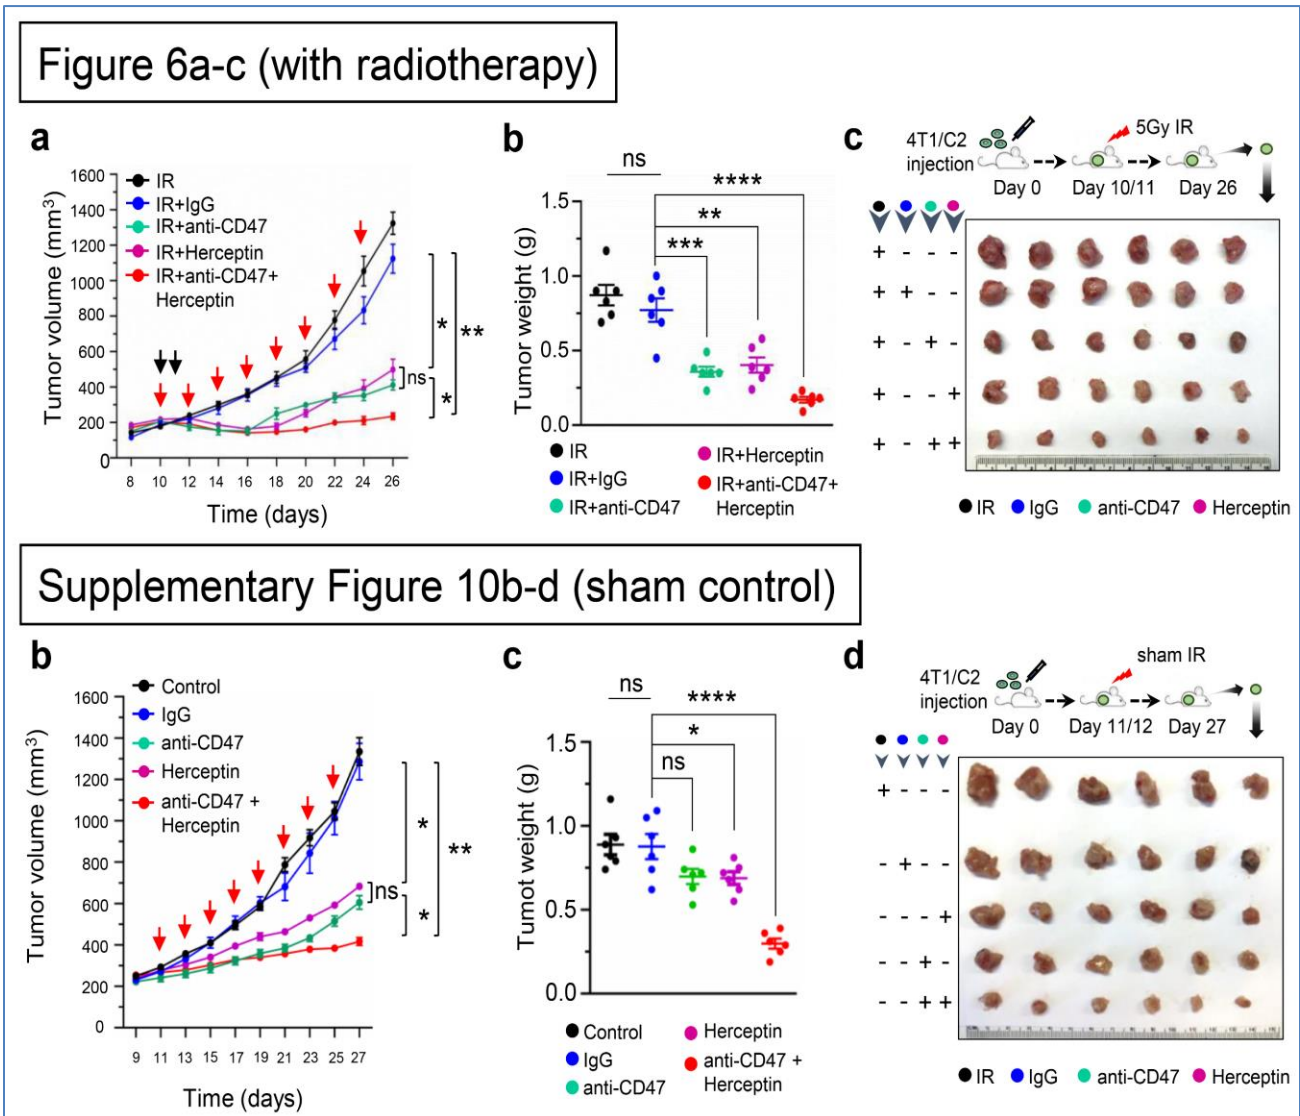 Figure 6a-c (with radiotherapy)
a
Tumor volume (mm³)
1600
1400
1200
1000
800
600
400
200
0
IR
IR+IgG
IR+anti-CD47
IR+Herceptin
IR+anti-CD47+
Herceptin
*
**
ns
*
8 10 12 14 16 18 20 22 24 26
Time (days)
b
Tumor weight (g)
1.5
1.0
0.5
0.0
ns
****
**
***
IR
IR+IgG
IR+anti-CD47
IR+Herceptin
IR+anti-CD47+
Herceptin
c
4T1/C2
injection
5Gy IR
Day 0 Day 10/11 Day 26
+ - - -
+ + - -
+ - + -
+ - - +
+ - + +
IR IgG anti-CD47 Herceptin
Supplementary Figure 10b-d (sham control)
b
Tumor volume (mm³)
1600
1400
1200
1000
800
600
400
200
0
Control
IgG
anti-CD47
Herceptin
anti-CD47 +
Herceptin
*
**
ns
*
9 11 13 15 17 19 21 23 25 27
Time (days)
c
Tumot weight (g)
1.5
1.0
0.5
0.0
ns
****
*
ns
Control
IgG
anti-CD47
Herceptin
anti-CD47 +
Herceptin
d
4T1/C2
injection
sham IR
Day 0 Day 11/12 Day 27
+ - - -
- + - -
- - - +
- - + -
- - + +
IR IgG anti-CD47 Herceptin